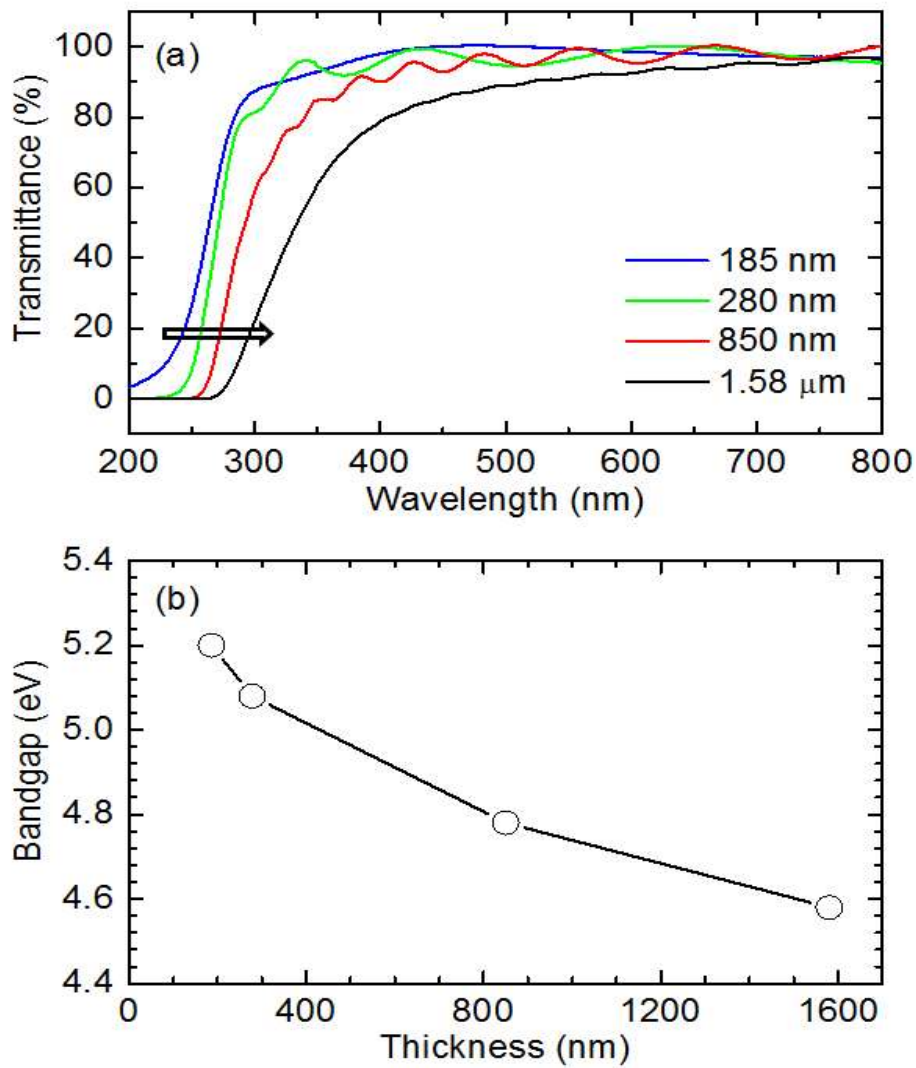 (a)
100
80
60
40
20
0
Transmittance (%)
185 nm
280 nm
850 nm
1.58 μm
200 300 400 500 600 700 800
Wavelength (nm)
(b)
5.4
5.2
5.0
4.8
4.6
4.4
Bandgap (eV)
0 400 800 1200 1600
Thickness (nm)